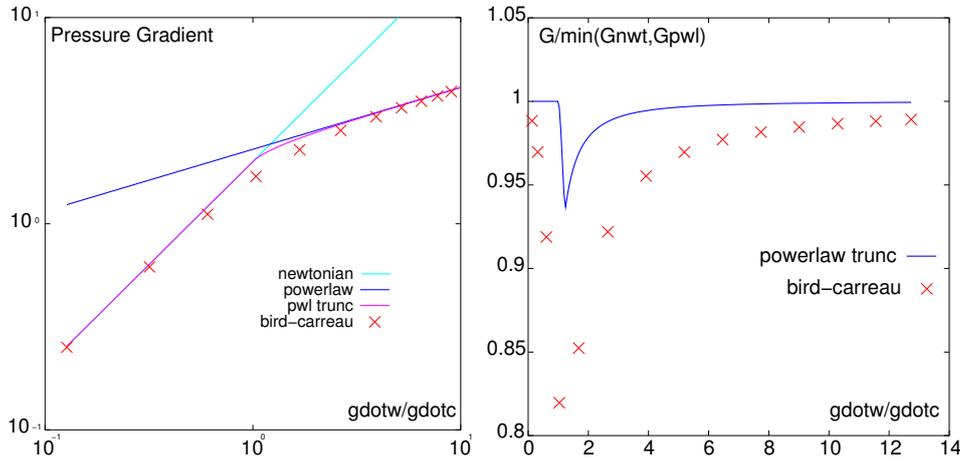 10¹
Pressure Gradient
10⁰
newtonian
powerlaw
pwl trunc
bird−carreau
gdotw/gdotc
10⁻¹
10⁻¹
10⁰
10¹
1.05
G/min(Gnwt,Gpwl)
1
0.95
0.9
powerlaw trunc
bird−carreau
0.85
gdotw/gdotc
0.8
0
2
4
6
8
10
12
14